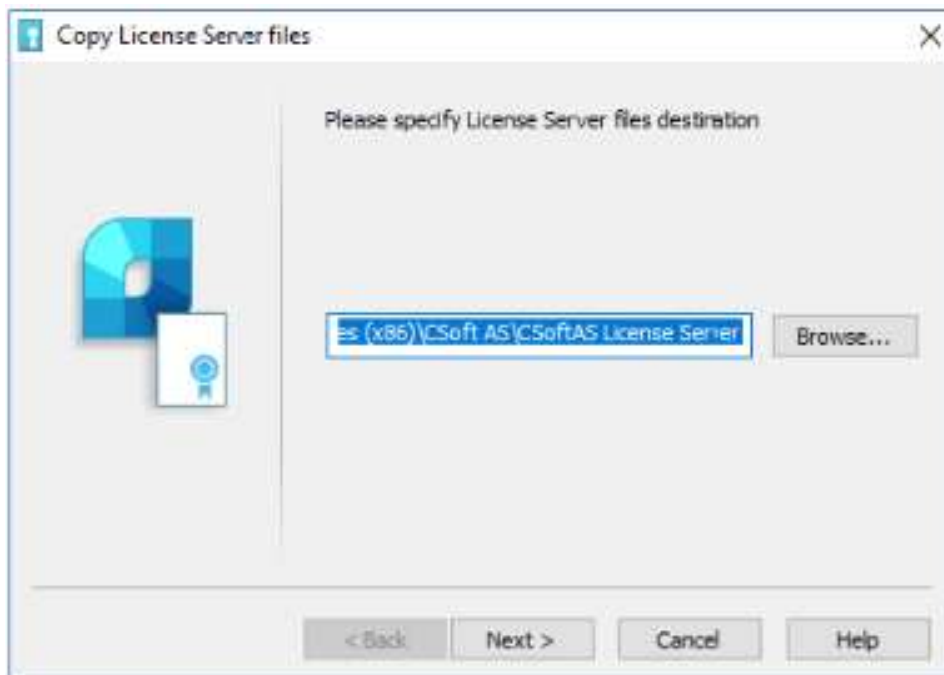 Copy License Server files
Please specify License Server files destination
es (x86)\CSoft AS\CSoftAS License Server
Browse...
< Back
Next >
Cancel
Help